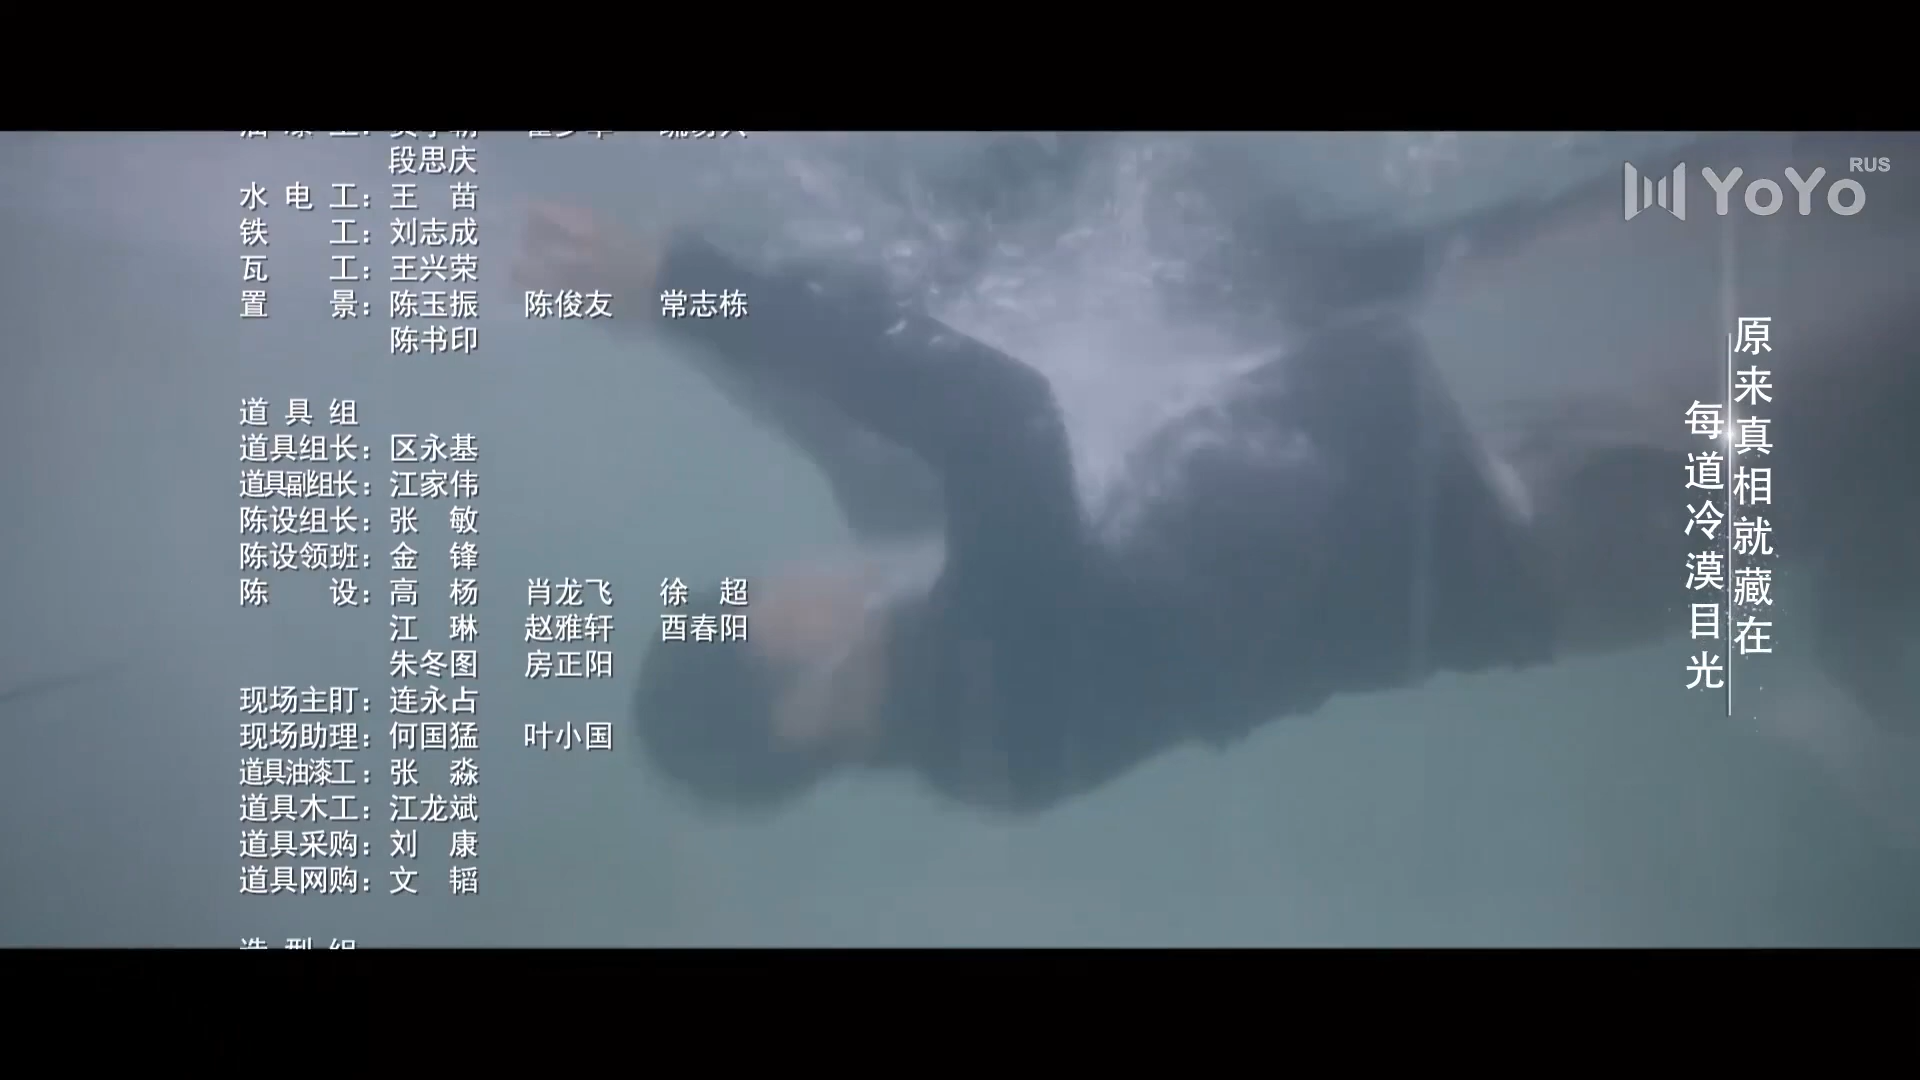 段思庆
水 电 工：王 苗
铁 工：刘志成
瓦 工：王兴荣
置 景：陈玉振 陈俊友 常志栋
陈书印
道 具 组
道具组长：区永基
道具副组长：江家伟
陈设组长：张 敏
陈设领班：金 锋
陈 设：高 杨 肖龙飞 徐 超
江 琳 赵雅轩 酉春阳
朱冬图 房正阳
现场主盯：连永占
现场助理：何国猛 叶小国
道具油漆工：张 淼
道具木工：江龙斌
道具采购：刘 康
道具网购：文 韬
造 型 组
YoYo RUS
原来真相就藏在
每道冷漠目光